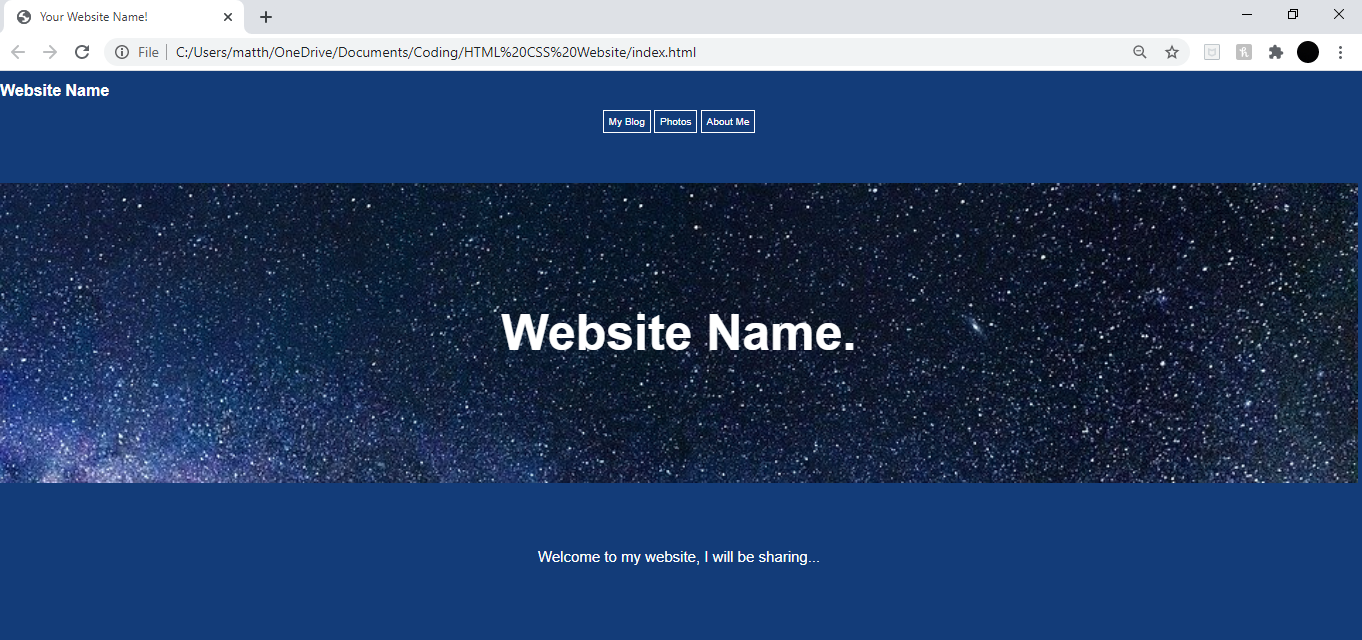 Your Website Name!
File
C:/Users/matth/OneDrive/Documents/Coding/HTML%20CSS%20Website/index.html
Website Name
My Blog Photos About Me
Website Name.
Welcome to my website, I will be sharing...